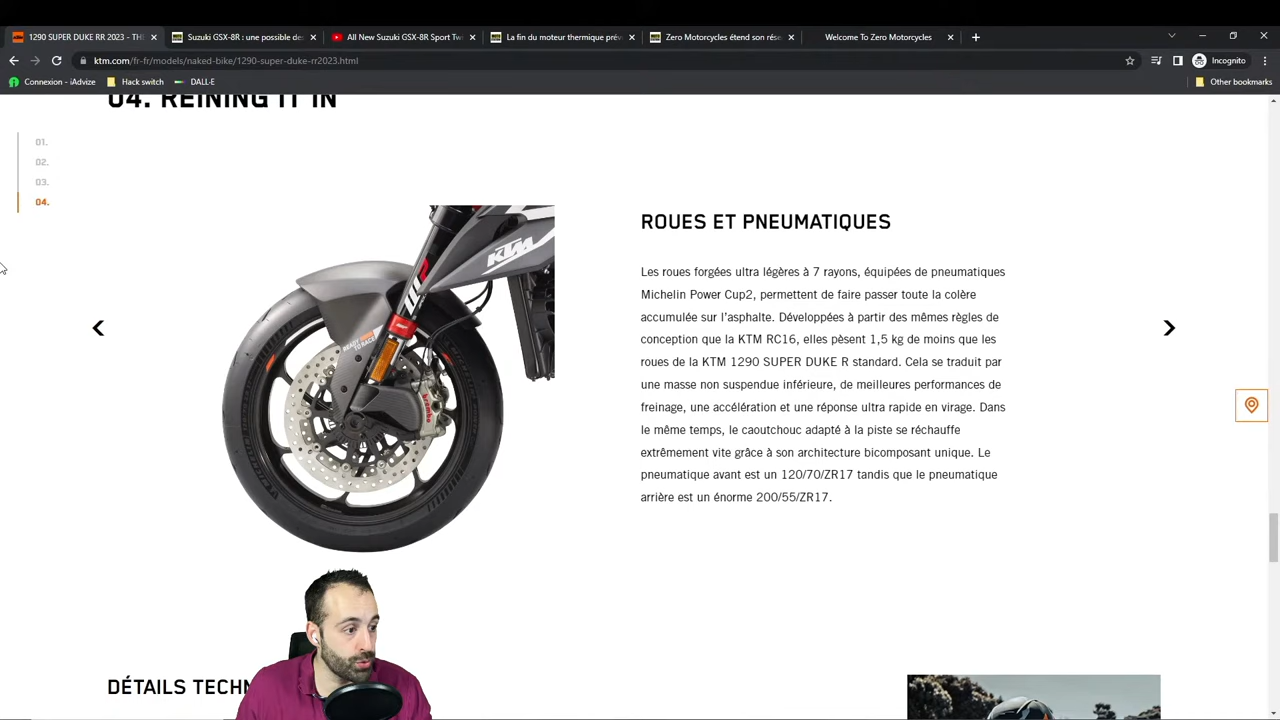 1290 SUPER DUKE RR 2023 - TH
Suzuki GSX-8R : une possible de
All New Suzuki GSX-8R Sport Tw
La fin du moteur thermique prév
Zero Motorcycles étend son rése
Welcome To Zero Motorcycles
Incognito
ktm.com/fr-fr/models/naked-bike/1290-super-duke-rr2023.html
Connexion - iAdvize
Hack switch
DALL-E
Other bookmarks
04. REINING IT IN
01.
02.
03.
04.
KTM
READY TO RACE
brembo
ROUES ET PNEUMATIQUES
Les roues forgées ultra légères à 7 rayons, équipées de pneumatiques
Michelin Power Cup2, permettent de faire passer toute la colère
accumulée sur l'asphalte. Développées à partir des mêmes règles de
conception que la KTM RC16, elles pèsent 1,5 kg de moins que les
roues de la KTM 1290 SUPER DUKE R standard. Cela se traduit par
une masse non suspendue inférieure, de meilleures performances de
freinage, une accélération et une réponse ultra rapide en virage. Dans
le même temps, le caoutchouc adapté à la piste se réchauffe
extrêmement vite grâce à son architecture bicomposant unique. Le
pneumatique avant est un 120/70/ZR17 tandis que le pneumatique
arrière est un énorme 200/55/ZR17.
DÉTAILS TECHN